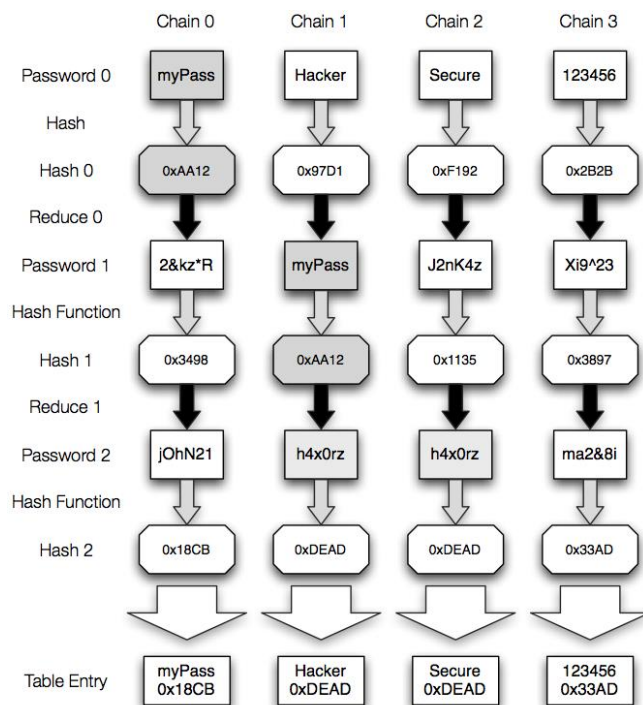 Chain 0 Chain 1 Chain 2 Chain 3
Password 0 myPass Hacker Secure 123456
Hash
Hash 0 0xAA12 0x97D1 0xF192 0x2B2B
Reduce 0
Password 1 2&kz*R myPass J2nK4z Xi9^23
Hash Function
Hash 1 0x3498 0xAA12 0x1135 0x3897
Reduce 1
Password 2 jOhN21 h4x0rz h4x0rz ma2&8i
Hash Function
Hash 2 0x18CB 0xDEAD 0xDEAD 0x33AD
Table Entry
myPass Hacker Secure 123456
0x18CB 0xDEAD 0xDEAD 0x33AD